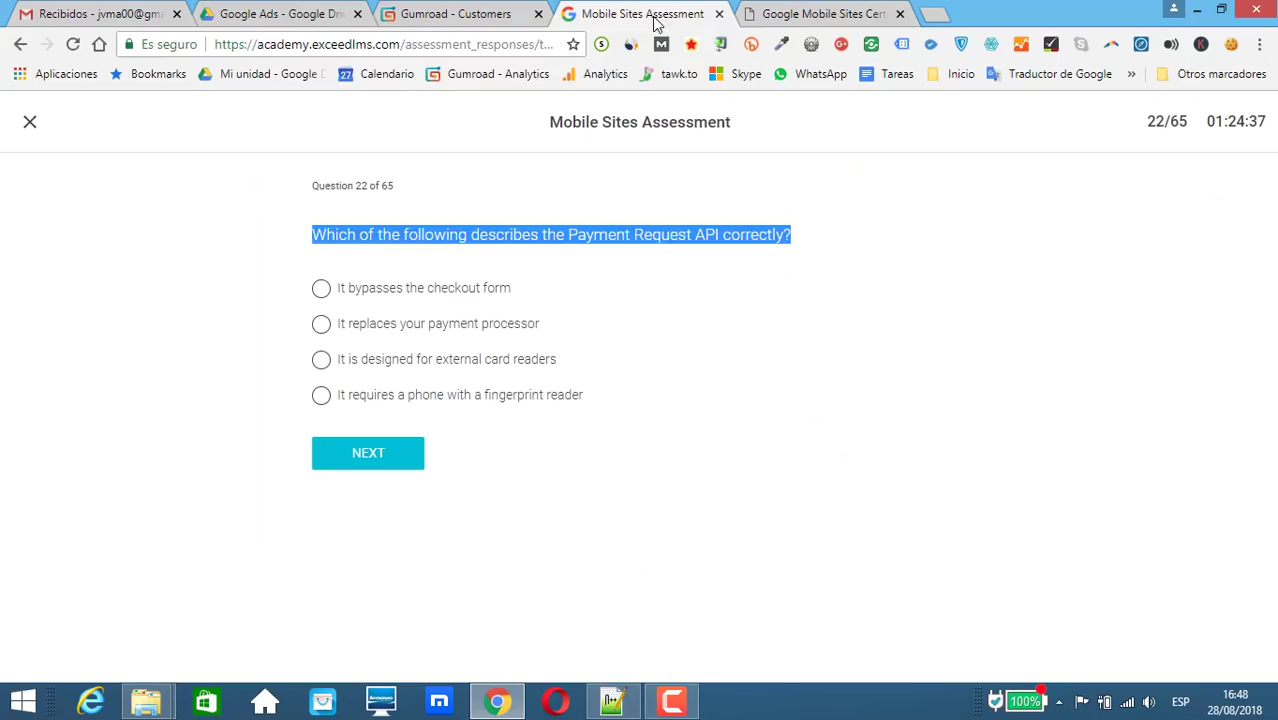 Recibidos - jvma00@gma
Google Ads - Google Dri
Gumroad - Customers
Mobile Sites Assessment
Google Mobile Sites Cert
Es seguro
https://academy.exceedlms.com/assessment_responses/t...
Aplicaciones
Bookmarks
Mi unidad - Google D
27
Calendario
Gumroad - Analytics
Analytics
tawk.to
Skype
WhatsApp
Tareas
Inicio
Traductor de Google
»
Otros marcadores
Mobile Sites Assessment
22/65
01:24:37
Question 22 of 65
Which of the following describes the Payment Request API correctly?
It bypasses the checkout form
It replaces your payment processor
It is designed for external card readers
It requires a phone with a fingerprint reader
NEXT
100%
ESP
16:48
28/08/2018